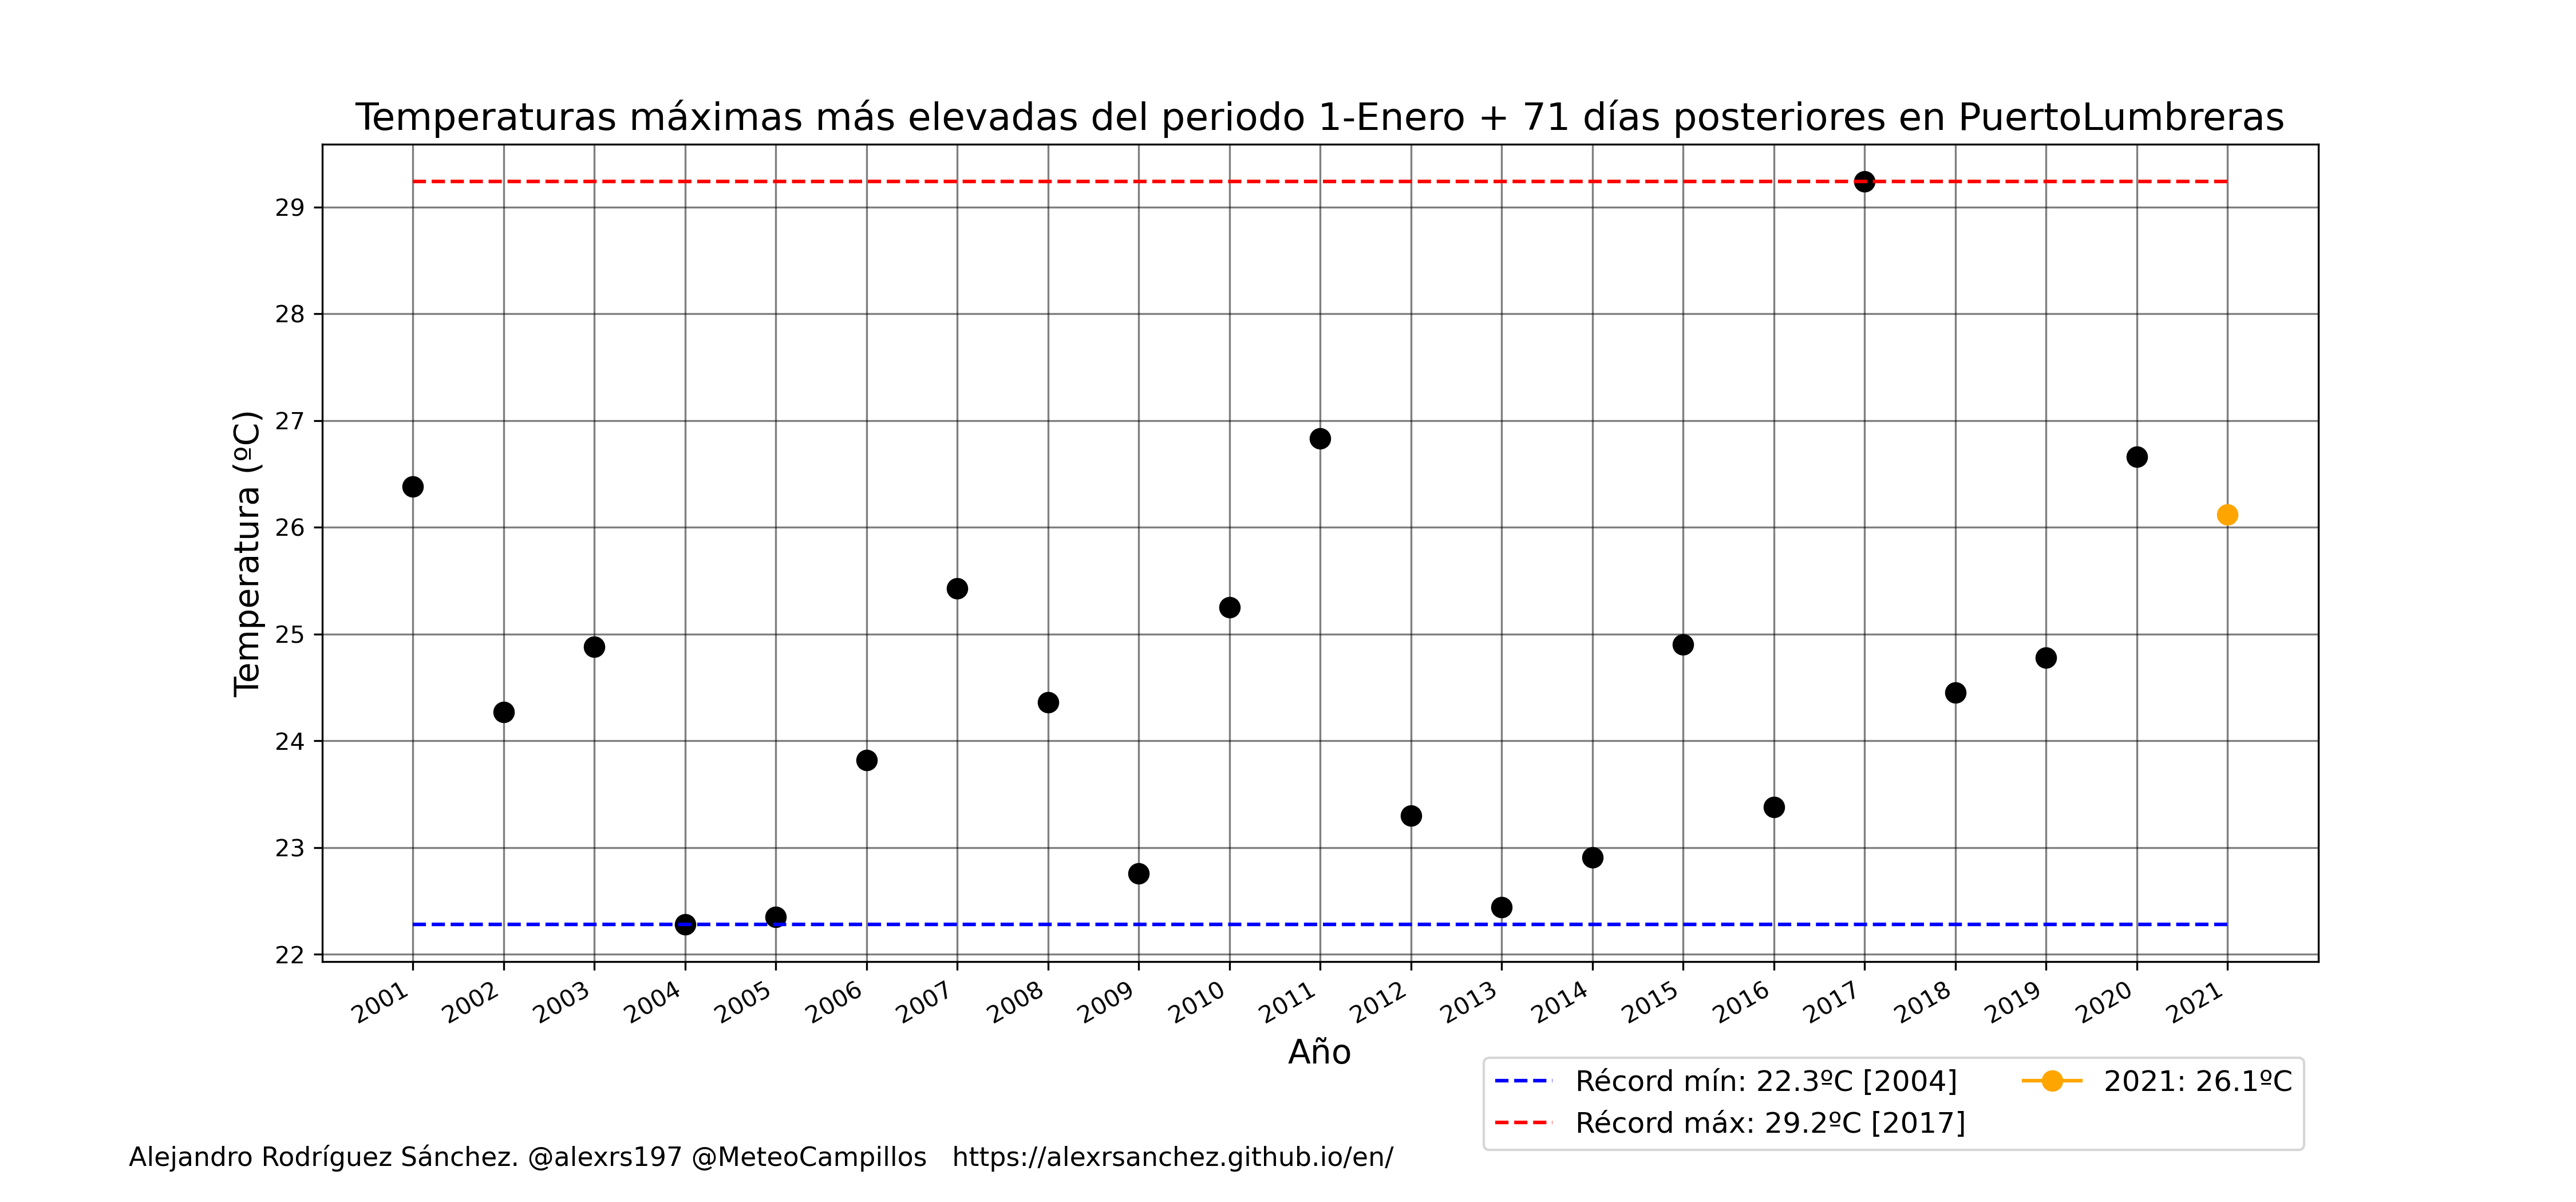 Temperaturas máximas más elevadas del periodo 1-Enero + 71 días posteriores en PuertoLumbreras
Temperatura (ºC)
29
28
27
26
25
24
23
22
2001 2002 2003 2004 2005 2006 2007 2008 2009 2010 2011 2012 2013 2014 2015 2016 2017 2018 2019 2020 2021
Año
Récord mín: 22.3ºC [2004]
Récord máx: 29.2ºC [2017]
2021: 26.1ºC
Alejandro Rodríguez Sánchez. @alexrs197 @MeteoCampillos https://alexrsanchez.github.io/en/